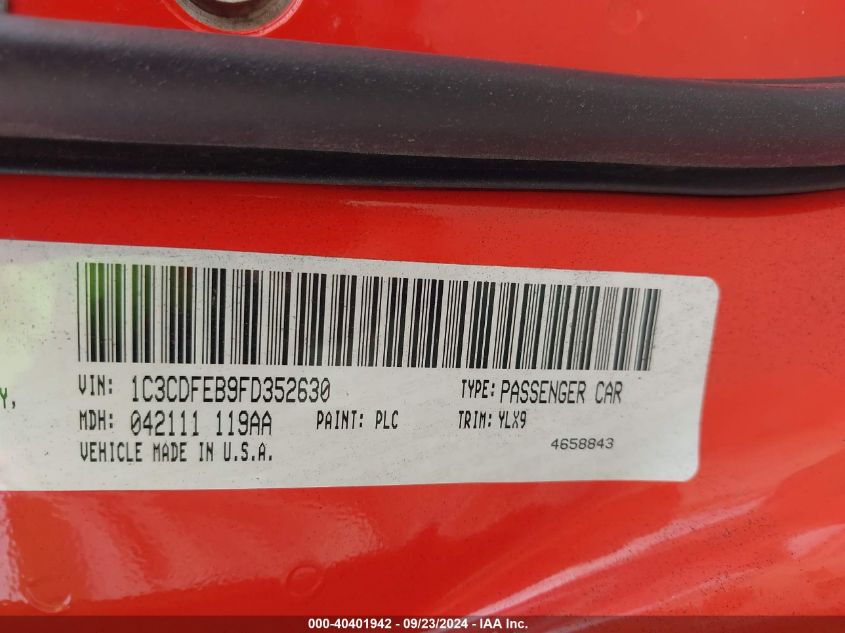 Y,
VIN: 1C3CDFEB9FD352630 TYPE: PASSENGER CAR
MDH: 042111 119AA PAINT: PLC TRIM: YLX9
VEHICLE MADE IN U.S.A. 4658843
000-40401942 - 09/23/2024 - IAA Inc.